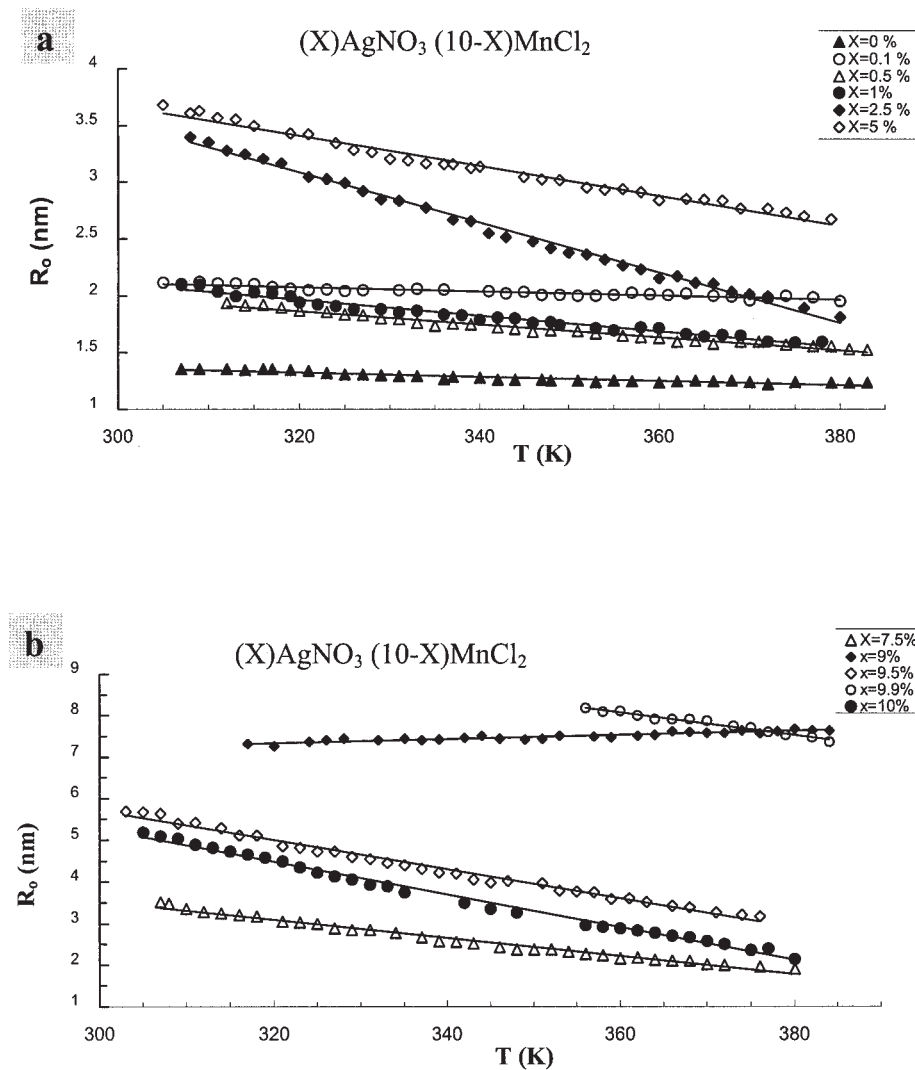 a
(X)AgNO₃ (10-X)MnCl₂
X=0 %
X=0.1 %
X=0.5 %
X=1%
X=2.5 %
X=5 %
4
3.5
3
2.5
2
1.5
1
Rₒ (nm)
300 320 340 360 380
T (K)
b
(X)AgNO₃ (10-X)MnCl₂
X=7.5%
x=9%
x=9.5%
x=9.9%
x=10%
9
8
7
6
5
4
3
2
1
Rₒ (nm)
300 320 340 360 380
T (K)